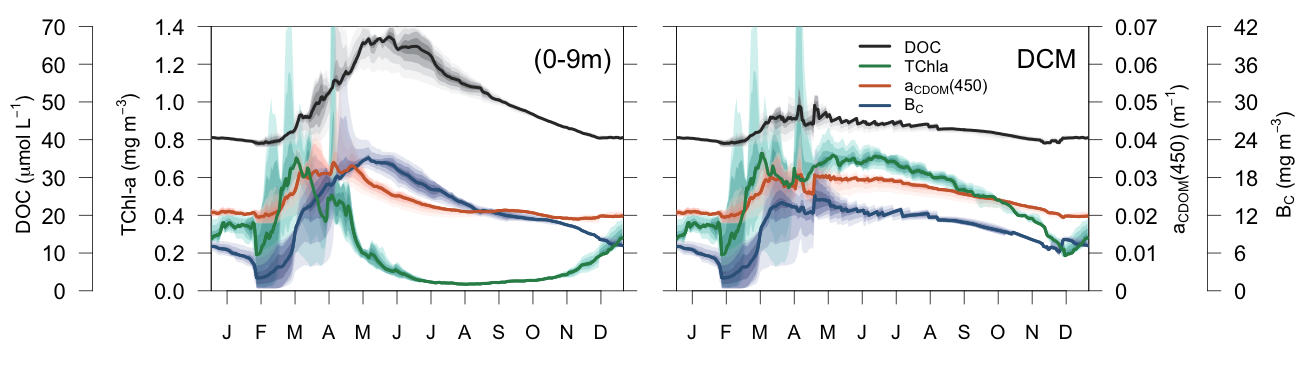 DOC (μmol L⁻¹)
70
60
50
40
30
20
10
0
TChl-a (mg m⁻³)
1.4
1.2
1.0
0.8
0.6
0.4
0.2
0.0
(0-9m)
J F M A M J J A S O N D
DCM
DOC
TChla
a_CDOM(450)
B_C
J F M A M J J A S O N D
0.07
0.06
0.05
0.04
0.03
0.02
0.01
0
a_CDOM(450) (m⁻¹)
42
36
30
24
18
12
6
0
B_C (mg m⁻³)